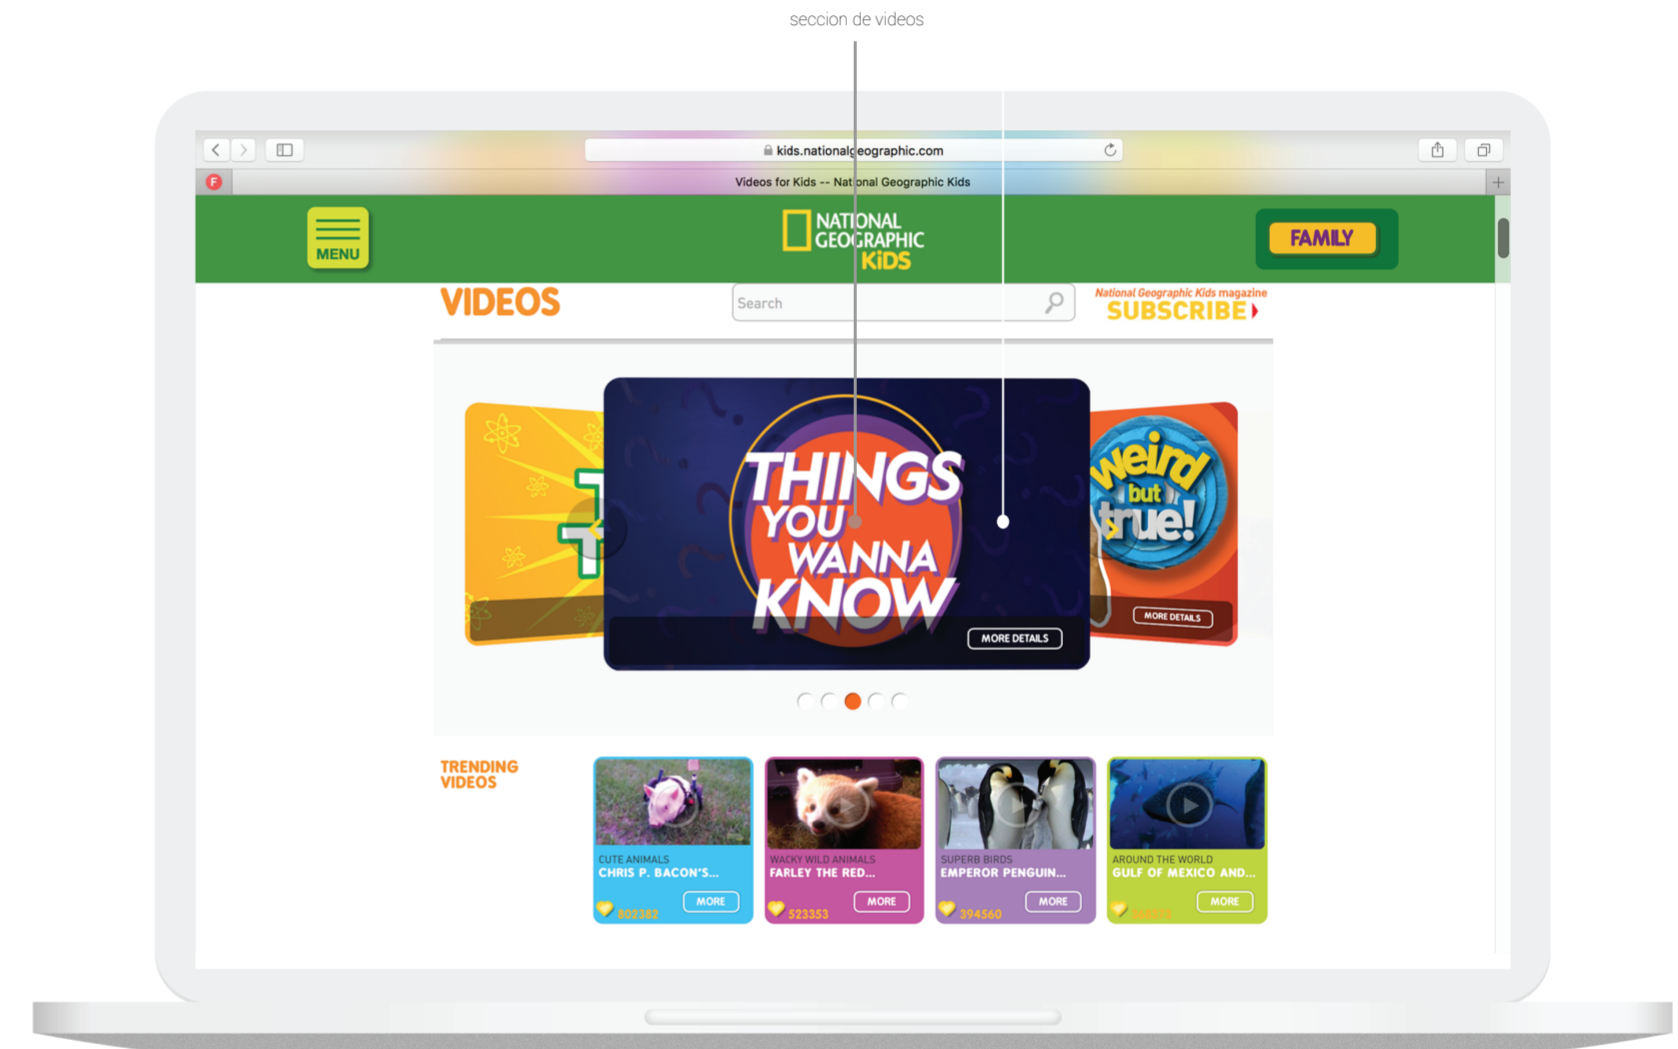 seccion de videos
kids.nationalgeographic.com
F
Videos for Kids -- National Geographic Kids
MENU
NATIONAL
GEOGRAPHIC
KiDS
FAMILY
VIDEOS
Search
National Geographic Kids magazine
SUBSCRIBE
THINGS
YOU
WANNA
KNOW
MORE DETAILS
weird
but
true!
MORE DETAILS
TRENDING
VIDEOS
CUTE ANIMALS
CHRIS P. BACON'S...
802382
MORE
WACKY WILD ANIMALS
FARLEY THE RED...
523353
MORE
SUPERB BIRDS
EMPEROR PENGUIN...
394560
MORE
AROUND THE WORLD
GULF OF MEXICO AND...
MORE